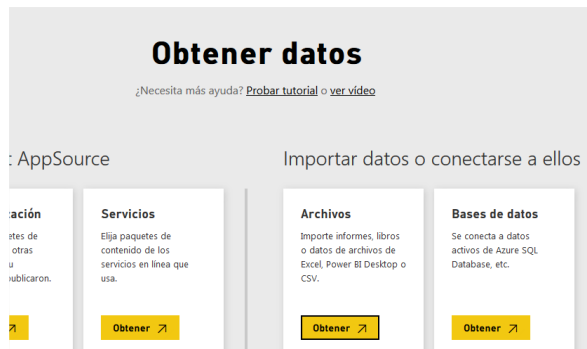 Obtener datos
¿Necesita más ayuda? Probar tutorial o ver vídeo
AppSource
Importar datos o conectarse a ellos
ación
etes de
otras
u
ublicaron.
Servicios
Elija paquetes de
contenido de los
servicios en línea que
usa.
Obtener
Archivos
Importe informes, libros
o datos de archivos de
Excel, Power BI Desktop o
CSV.
Obtener
Bases de datos
Se conecta a datos
activos de Azure SQL
Database, etc.
Obtener